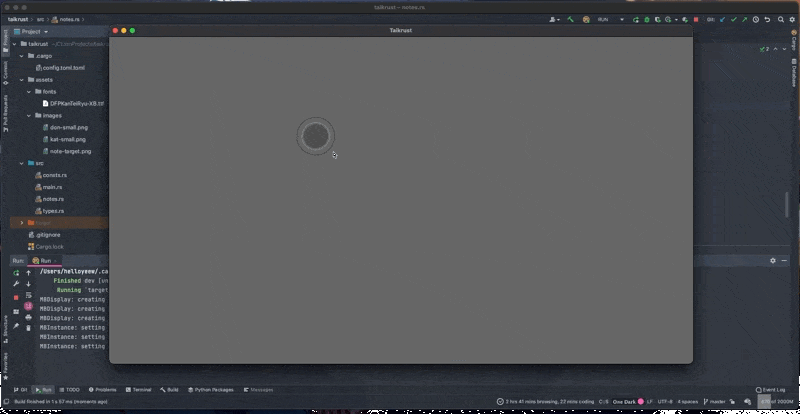 taikrust – notes.rs
taikrust › src › notes.rs
RUN
Git:
Project
Taikrust
taikrust
.cargo
config.toml.toml
assets
fonts
DFPKanTeiRyu-XB.ttf
images
don-small.png
kat-small.png
note-target.png
src
consts.rs
main.rs
notes.rs
types.rs
.gitignore
Cargo.lock
Project
Commit
Pull Requests
Structure
Favorites
Cargo
Database
2
Run:
Run
/Users/helloyeew/.ca
Finished dev [un
Running `target
MBDisplay: creating
MBDisplay: creating
MBDisplay: creating
MBInstance: setting
MBInstance: setting
MBInstance: setting
Git
Run
TODO
Problems
Terminal
Build
Python Packages
Messages
Event Log
Build finished in 1 s 57 ms (moments ago)
2 hrs 41 mins browsing, 22 mins coding
One Dark
LF
UTF-8
4 spaces
master